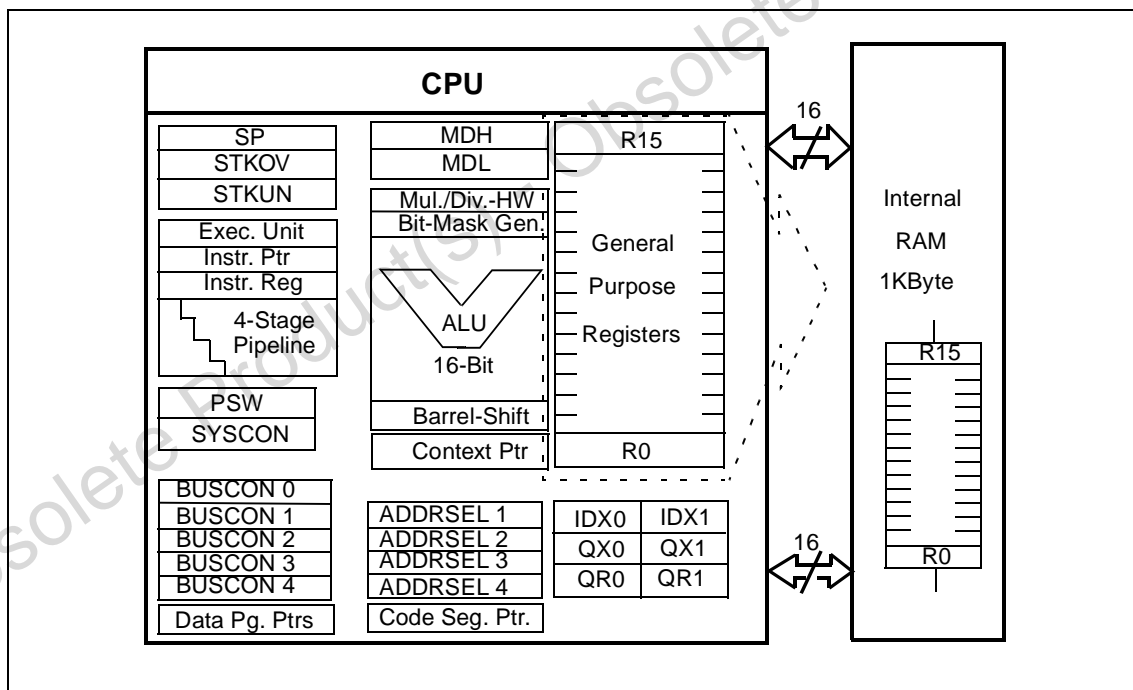 CPU
SP
STKOV
STKUN
Exec. Unit
Instr. Ptr
Instr. Reg
4-Stage
Pipeline
PSW
SYSCON
BUSCON 0
BUSCON 1
BUSCON 2
BUSCON 3
BUSCON 4
Data Pg. Ptrs
MDH
MDL
Mul./Div.-HW
Bit-Mask Gen.
ALU
16-Bit
Barrel-Shift
Context Ptr
ADDRSEL 1
ADDRSEL 2
ADDRSEL 3
ADDRSEL 4
Code Seg. Ptr.
R15
General
Purpose
Registers
R0
IDX0 IDX1
QX0 QX1
QR0 QR1
16
16
Internal
RAM
1KByte
R15
R0
Obsolete Product(s) - Obsolete